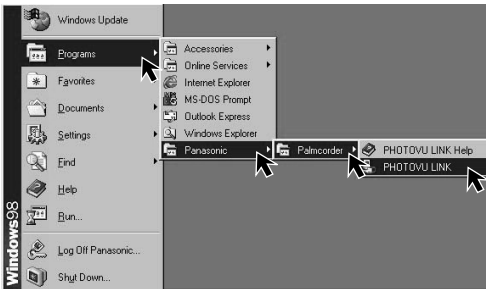 Windows Update
Programs
Favorites
Documents
Settings
Find
Help
Run...
Log Off Panasonic...
Shut Down...
Windows98
Accessories
Online Services
Internet Explorer
MS-DOS Prompt
Outlook Express
Windows Explorer
Panasonic
Palmcorder
PHOTOVU LINK Help
PHOTOVU LINK